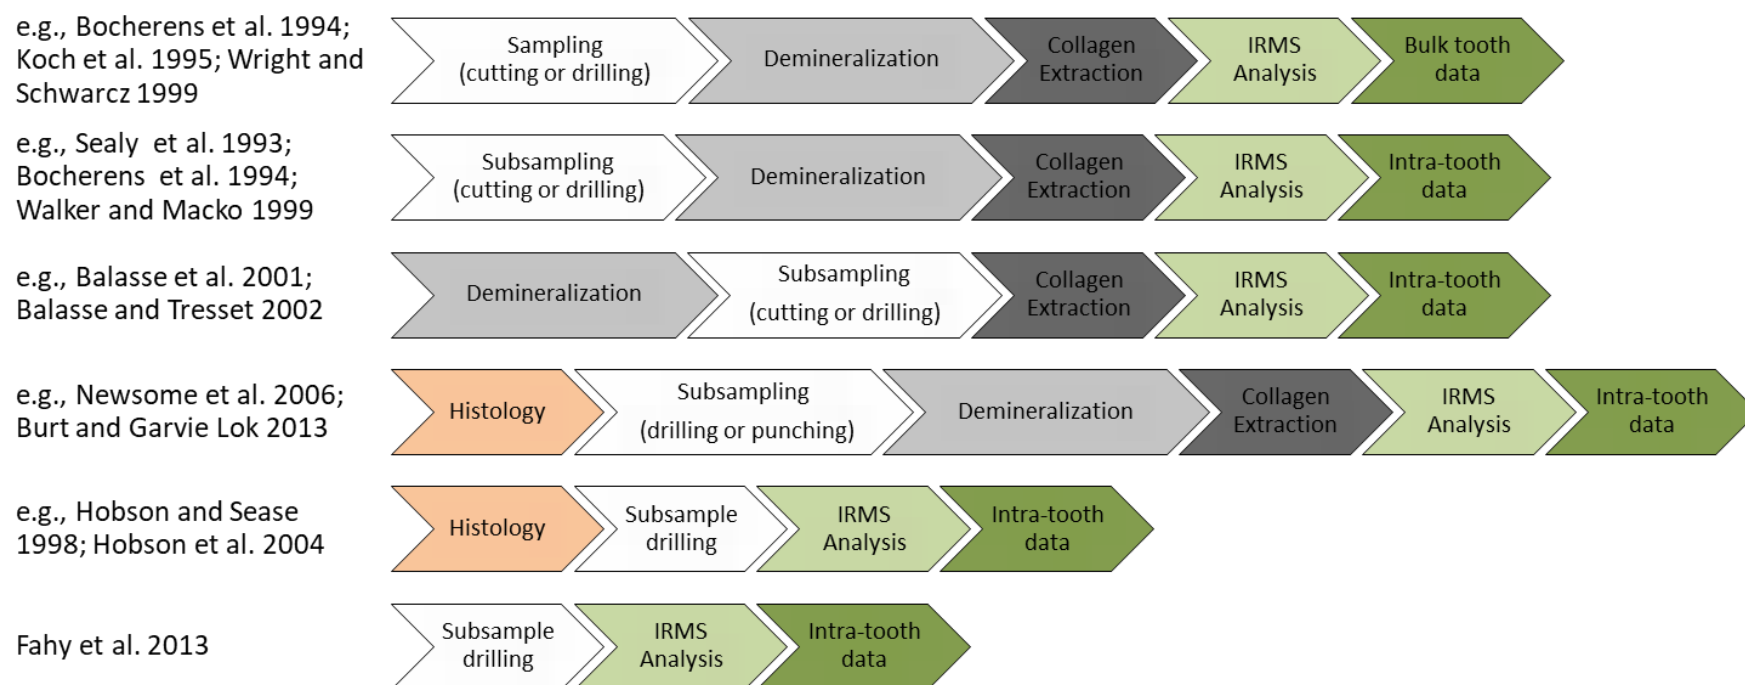 e.g., Bocherens et al. 1994;
Koch et al. 1995; Wright and
Schwarcz 1999
Sampling
(cutting or drilling)
Demineralization
Collagen
Extraction
IRMS
Analysis
Bulk tooth
data
e.g., Sealy et al. 1993;
Bocherens et al. 1994;
Walker and Macko 1999
Subsampling
(cutting or drilling)
Demineralization
Collagen
Extraction
IRMS
Analysis
Intra-tooth
data
e.g., Balasse et al. 2001;
Balasse and Tresset 2002
Demineralization
Subsampling
(cutting or drilling)
Collagen
Extraction
IRMS
Analysis
Intra-tooth
data
e.g., Newsome et al. 2006;
Burt and Garvie Lok 2013
Histology
Subsampling
(drilling or punching)
Demineralization
Collagen
Extraction
IRMS
Analysis
Intra-tooth
data
e.g., Hobson and Sease
1998; Hobson et al. 2004
Histology
Subsample
drilling
IRMS
Analysis
Intra-tooth
data
Fahy et al. 2013
Subsample
drilling
IRMS
Analysis
Intra-tooth
data